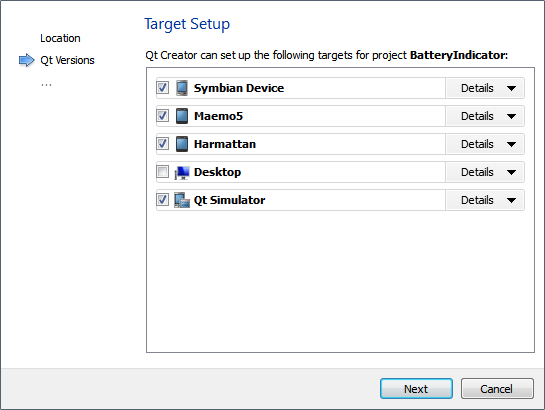 Target Setup
Location
Qt Versions
...
Qt Creator can set up the following targets for project BatteryIndicator:
Symbian Device Details
Maemo5 Details
Harmattan Details
Desktop Details
Qt Simulator Details
Next Cancel